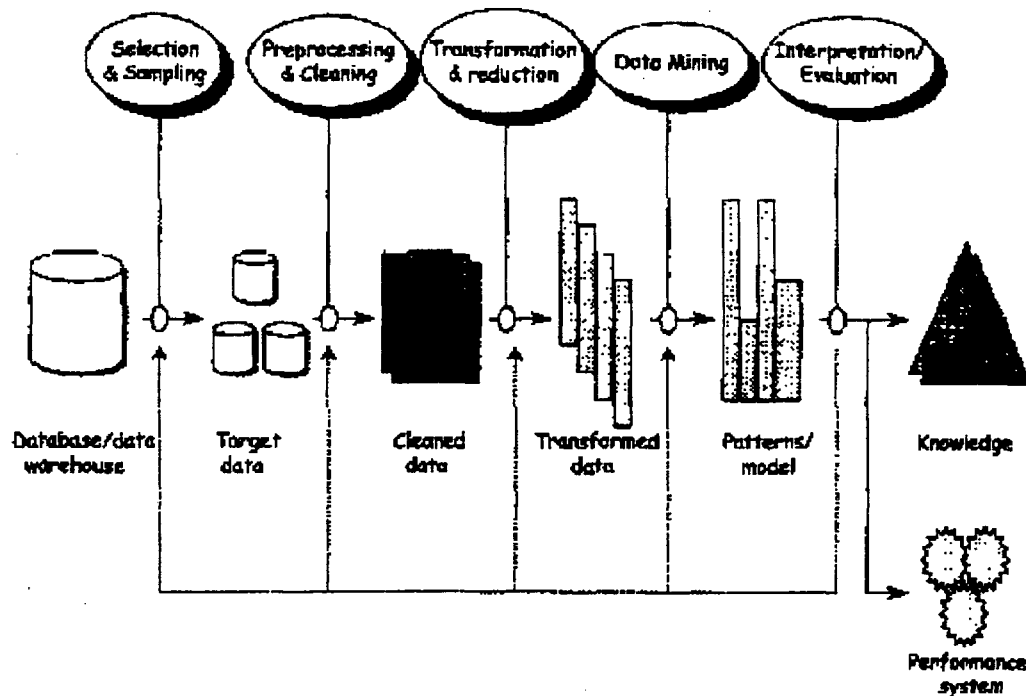 Selection
& Sampling
Preprocessing
& Cleaning
Transformation
& reduction
Data Mining
Interpretation/
Evaluation
Database/data
warehouse
Target
data
Cleaned
data
Transformed
data
Patterns/
model
Knowledge
Performance
system